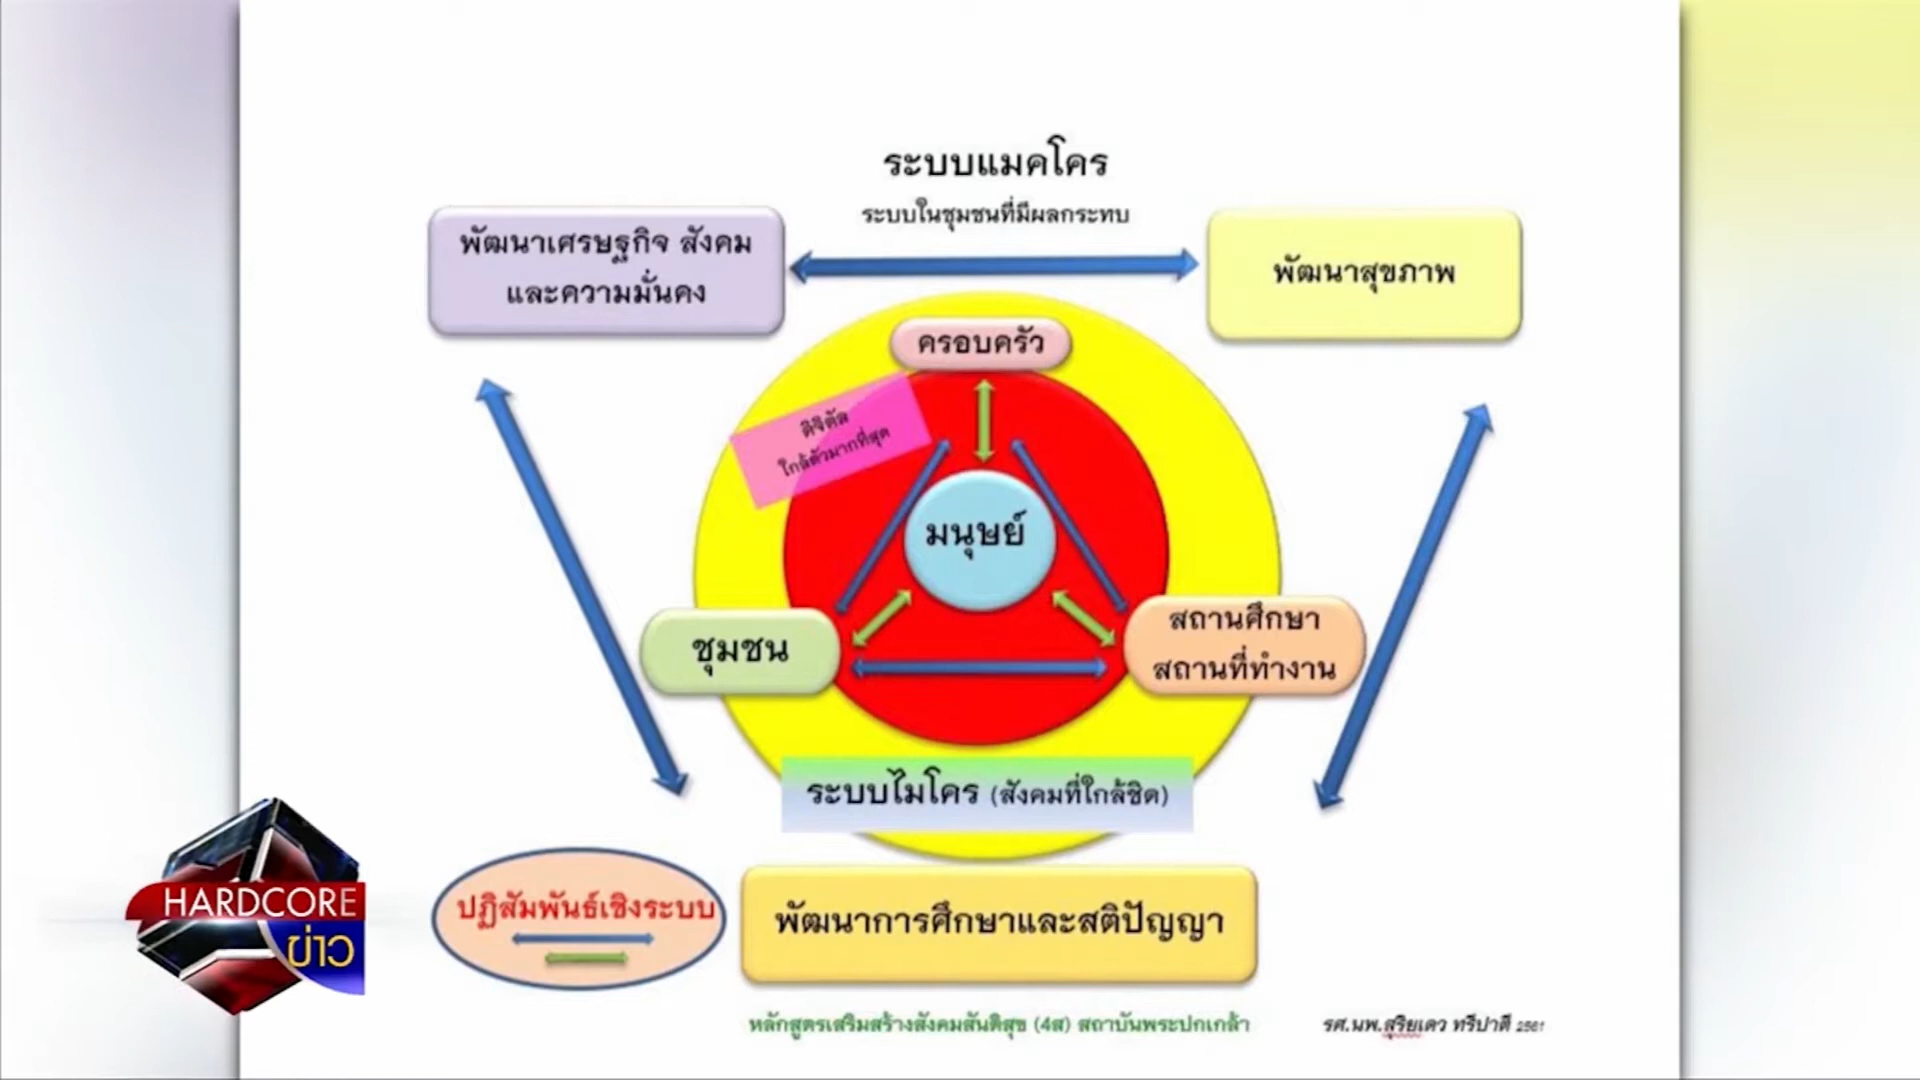 ระบบแมคโคร
ระบบในชุมชนที่มีผลกระทบ
พัฒนาเศรษฐกิจ สังคม
และความมั่นคง
พัฒนาสุขภาพ
ครอบครัว
ดิจิตัล
ใกล้ตัวมากที่สุด
มนุษย์
ชุมชน
สถานศึกษา
สถานที่ทำงาน
ระบบไมโคร (สังคมที่ใกล้ชิด)
HARDCORE
ข่าว
ปฏิสัมพันธ์เชิงระบบ
พัฒนาการศึกษาและสติปัญญา
หลักสูตรเสริมสร้างสังคมสันติสุข (4ส) สถาบันพระปกเกล้า
รศ.นพ.สุริยเดว ทรีปาตี 2561